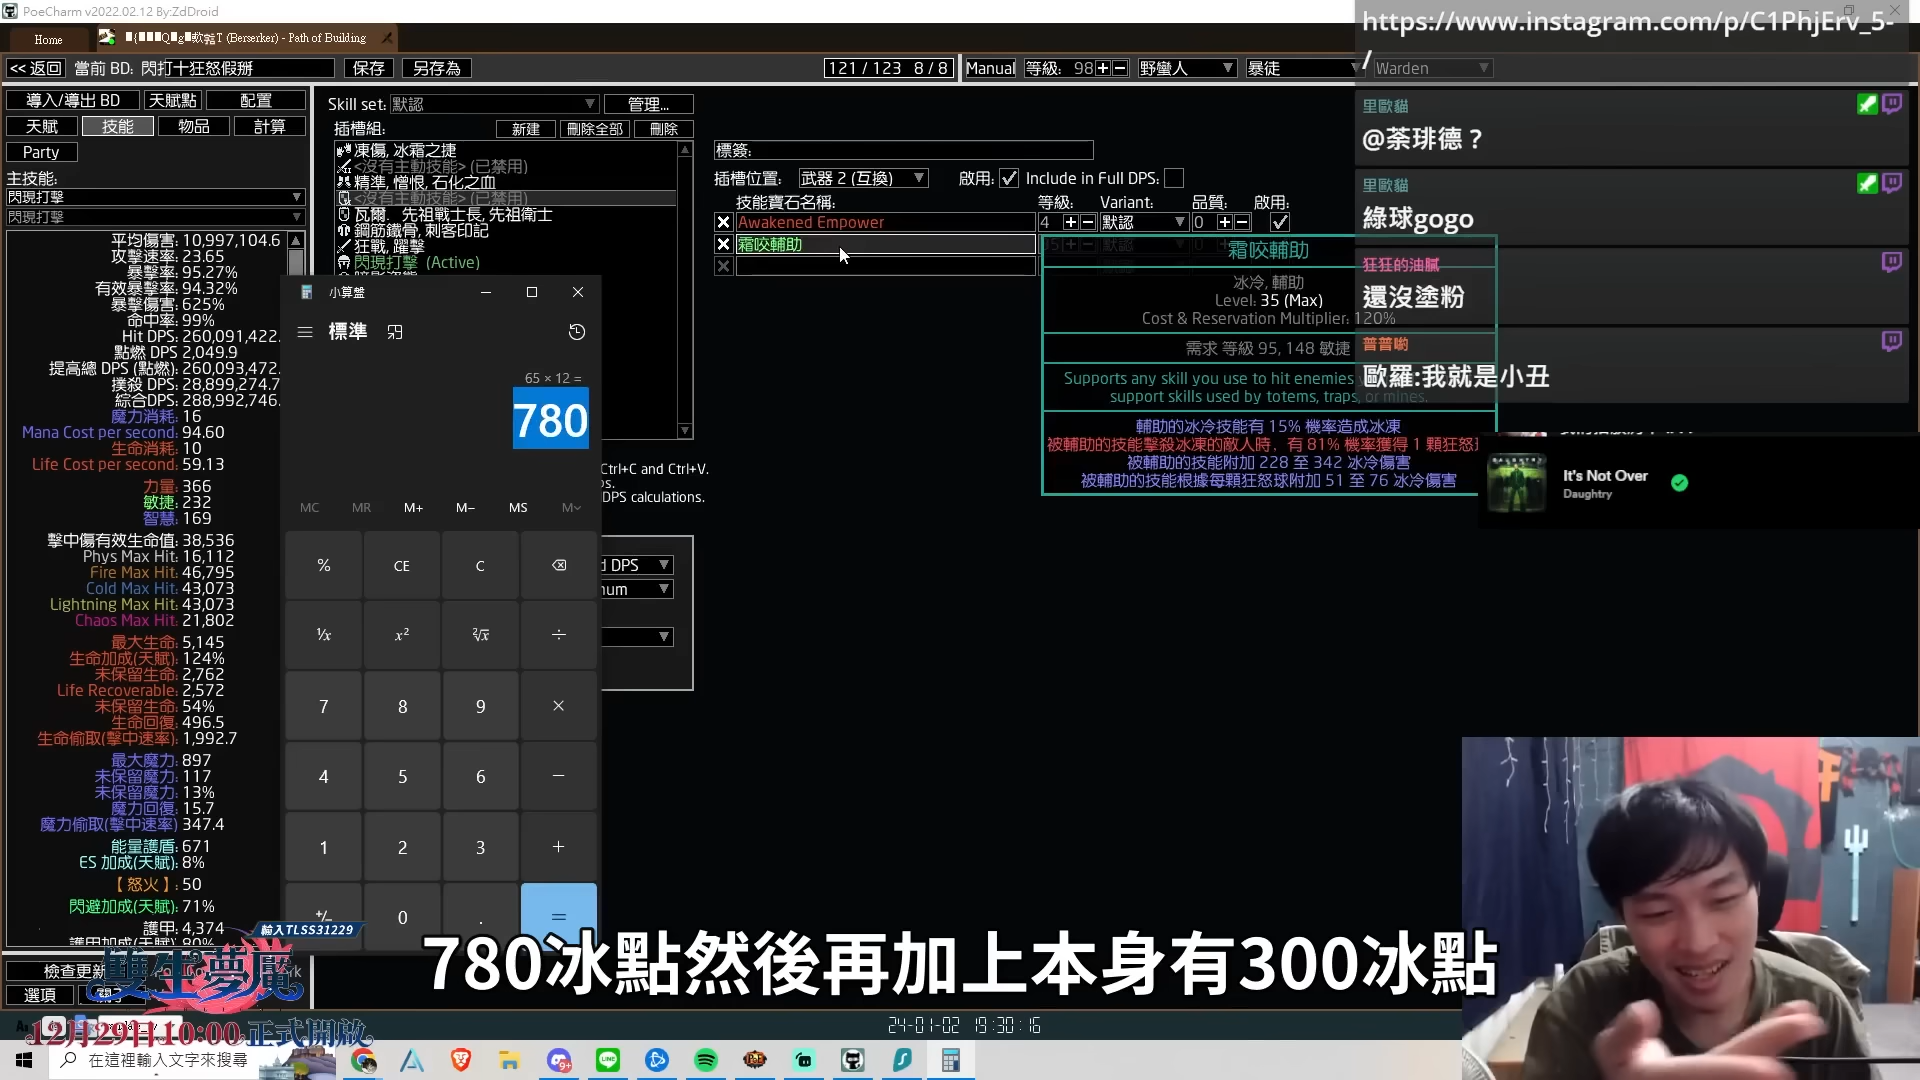 PoeCharm v2022.02.12 By:ZdDroid
Home
T (Berserker) - Path of Building
<< 返回
當前 BD: 閃打十狂怒假掰
保存
另存為
121 / 123 8 / 8
Manual
等級: 98
野蠻人
暴徒
Warden
導入/導出 BD
天賦點
配置
天賦
技能
物品
計算
Party
主技能:
閃現打擊
閃現打擊
平均傷害: 10,997,104.6
攻擊速率: 23.65
暴擊率: 95.27%
有效暴擊率: 94.32%
暴擊傷害: 625%
命中率: 99%
Hit DPS: 260,091,422.
點燃 DPS 2,049.9
提高總 DPS (點燃): 260,093,472.
撲殺 DPS: 28,899,274.7
綜合DPS: 288,992,746.
魔力消耗: 16
Mana Cost per second: 94.60
生命消耗: 10
Life Cost per second: 59.13
力量: 366
敏捷: 232
智慧: 169
擊中傷有效生命值: 38,536
Phys Max Hit: 16,112
Fire Max Hit: 46,795
Cold Max Hit: 43,073
Lightning Max Hit: 43,073
Chaos Max Hit: 21,802
最大生命: 5,145
生命加成(天賦): 124%
未保留生命: 2,762
Life Recoverable: 2,572
未保留生命: 54%
生命回復: 496.5
生命偷取(擊中速率): 1,992.7
最大魔力: 897
未保留魔力: 117
未保留魔力: 13%
魔力回復: 15.7
魔力偷取(擊中速率) 347.4
能量護盾: 671
ES 加成(天賦): 8%
【怒火】: 50
閃避加成(天賦): 71%
護甲: 4,374
護甲加成(天賦) 80%
檢查更新
選項
Skill set: 默認
管理...
插槽組:
新建
刪除全部
刪除
凍傷, 冰霜之捷
<沒有主動技能> (已禁用)
精準, 憎恨, 石化之血
<沒有主動技能> (已禁用)
瓦爾．先祖戰士長, 先祖衛士
鋼筋鐵骨, 刺客印記
狂戰, 躍擊
閃現打擊 (Active)
Ctrl+C and Ctrl+V.
DPS calculations.
d DPS
num
標簽:
插槽位置: 武器 2 (互換)
啟用:
Include in Full DPS:
技能寶石名稱:
等級:
Variant:
品質:
啟用:
Awakened Empower
4
默認
0
霜咬輔助
霜咬輔助
冰冷, 輔助
Level: 35 (Max)
Cost & Reservation Multiplier: 120%
需求 等級 95, 148 敏捷
Supports any skill you use to hit enemies
support skills used by totems, traps, or mines.
輔助的冰冷技能有 15% 機率造成冰凍
被輔助的技能擊殺冰凍的敵人時，有 81% 機率獲得 1 顆狂怒
被輔助的技能附加 228 至 342 冰冷傷害
被輔助的技能根據每顆狂怒球附加 51 至 76 冰冷傷害
小算盤
標準
65 × 12 =
780
MC
MR
M+
M−
MS
M
%
CE
C
⅟x
x²
²√x
÷
7
8
9
×
4
5
6
−
1
2
3
+
+/−
0
.
=
https://www.instagram.com/p/C1PhjErv_5-
/
里歐貓
@荼琲德？
里歐貓
綠球gogo
狂狂的油膩
還沒塗粉
普普喲
歐羅:我就是小丑
It's Not Over
Daughtry
輸入TLSS31229
雙生夢魘
12月29日10:00正式開啟
780冰點然後再加上本身有300冰點
24-01-02 19:30:16
在這裡輸入文字來搜尋